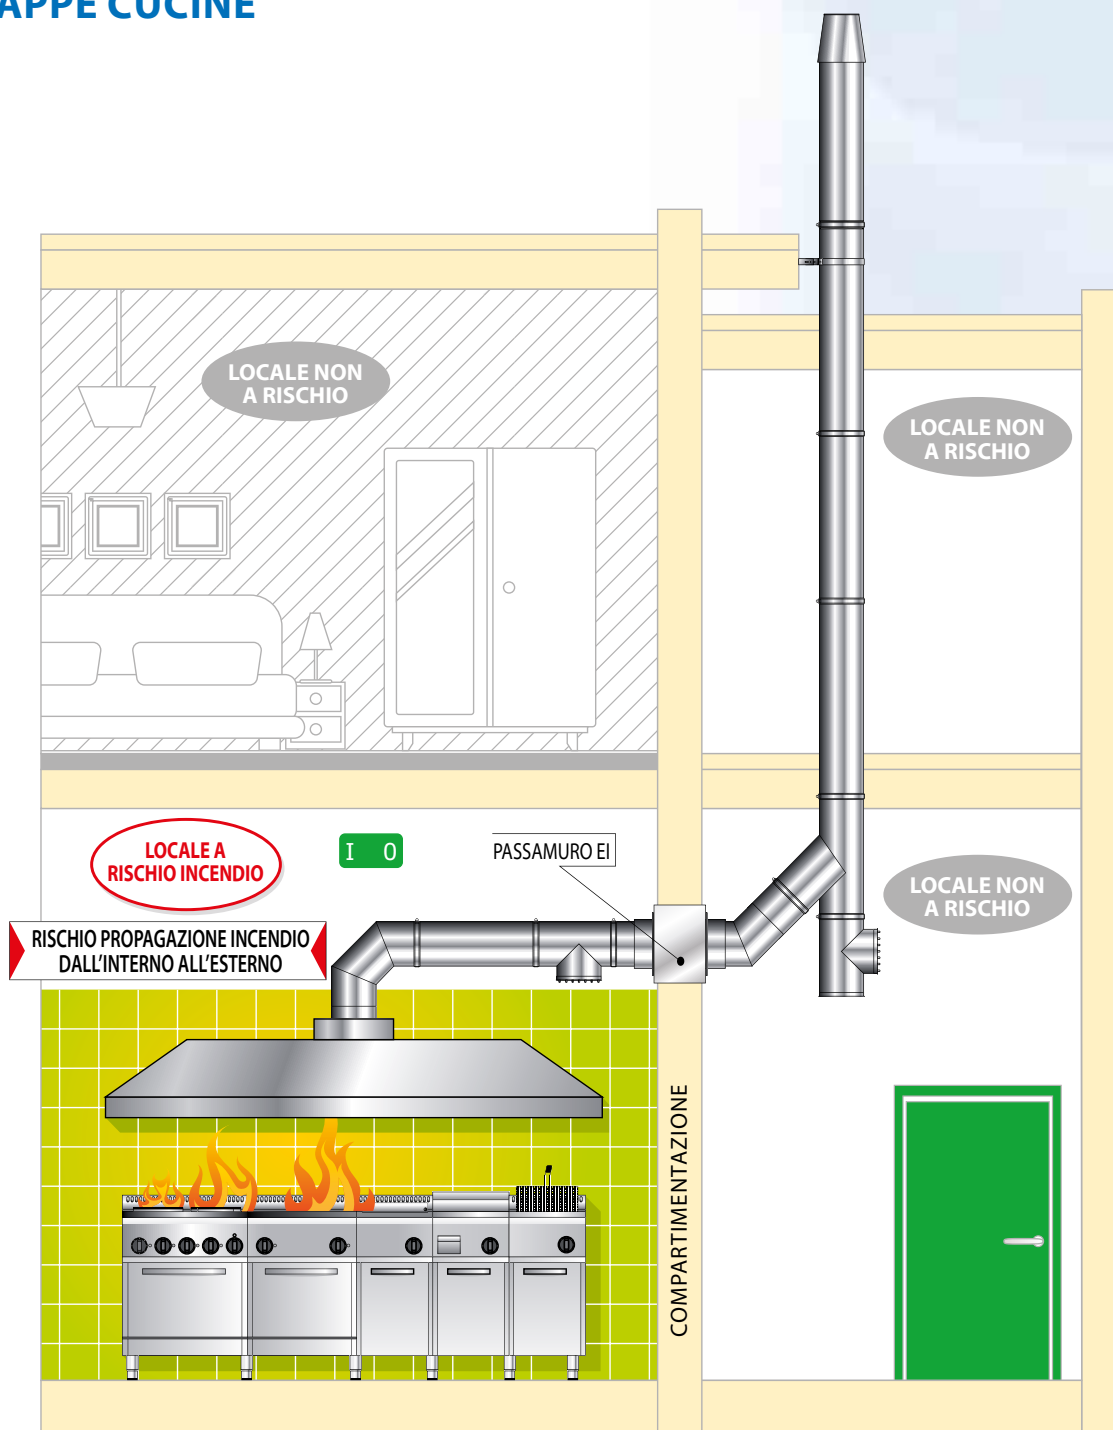 APPE CUCINE
LOCALE NON
A RISCHIO
LOCALE NON
A RISCHIO
LOCALE A
RISCHIO INCENDIO
I O
PASSAMURO EI
LOCALE NON
A RISCHIO
RISCHIO PROPAGAZIONE INCENDIO
DALL'INTERNO ALL'ESTERNO
COMPARTIMENTAZIONE